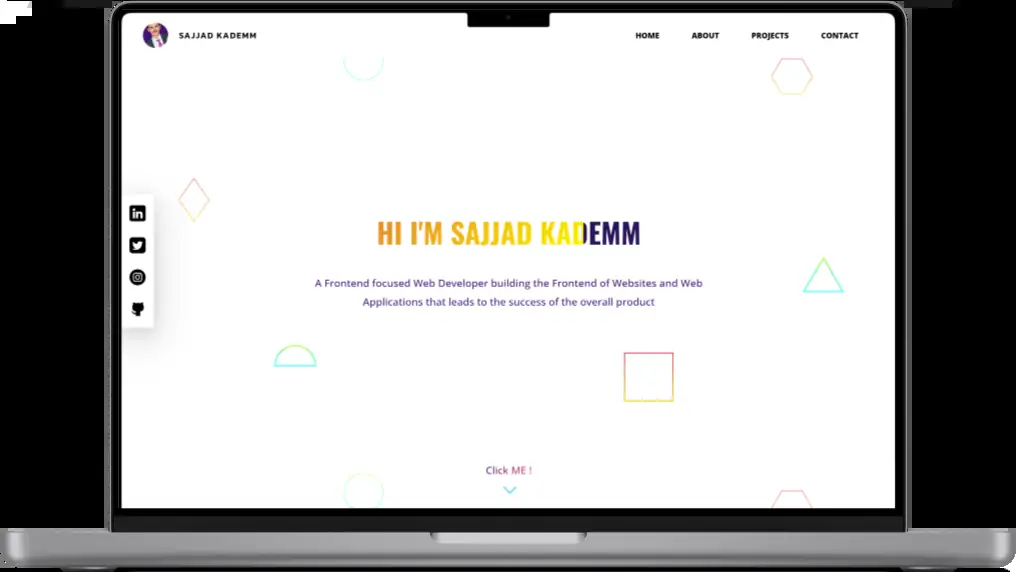 SAJJAD KADEMM
HOME ABOUT PROJECTS CONTACT
in
HI I'M SAJJAD KADEMM
A Frontend focused Web Developer building the Frontend of Websites and Web
Applications that leads to the success of the overall product
Click ME !